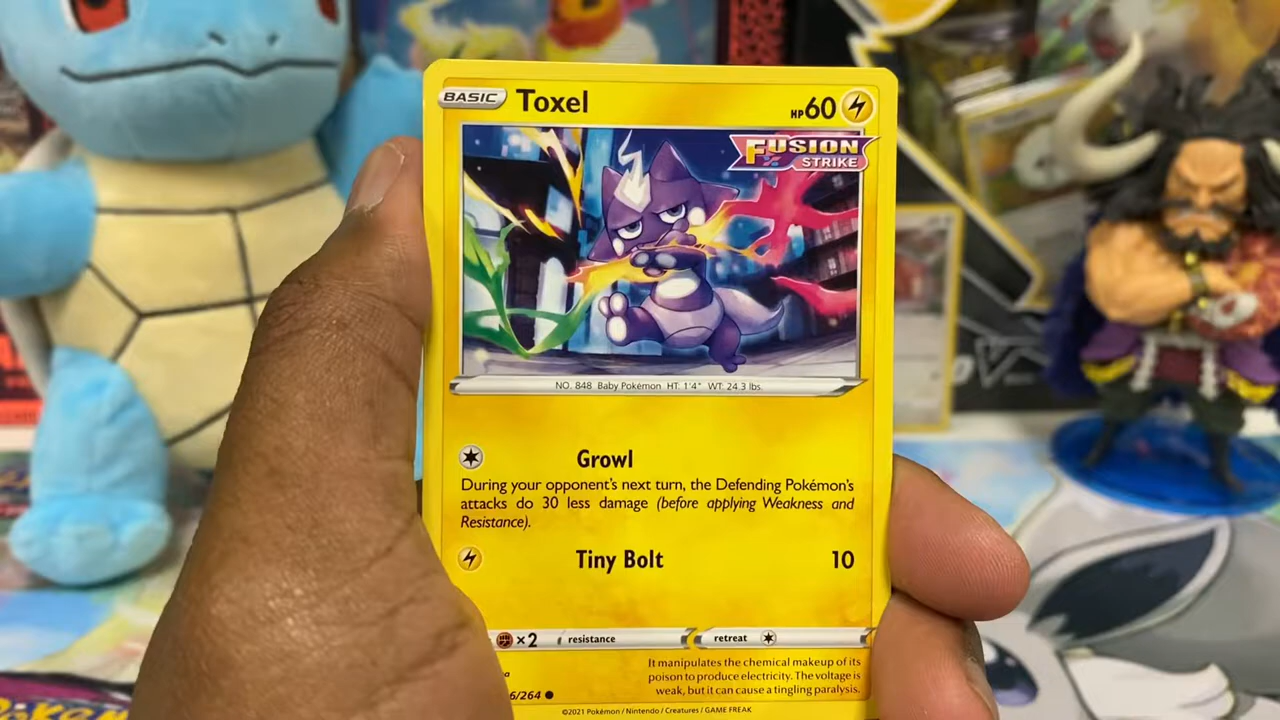 BASIC Toxel HP60
FUSION
STRIKE
NO. 848 Baby Pokémon HT: 1'4" WT: 24.3 lbs.
Growl
During your opponent's next turn, the Defending Pokémon's
attacks do 30 less damage (before applying Weakness and
Resistance).
Tiny Bolt 10
×2 resistance retreat
It manipulates the chemical makeup of its
poison to produce electricity. The voltage is
weak, but it can cause a tingling paralysis.
6/264
©2021 Pokémon / Nintendo / Creatures / GAME FREAK